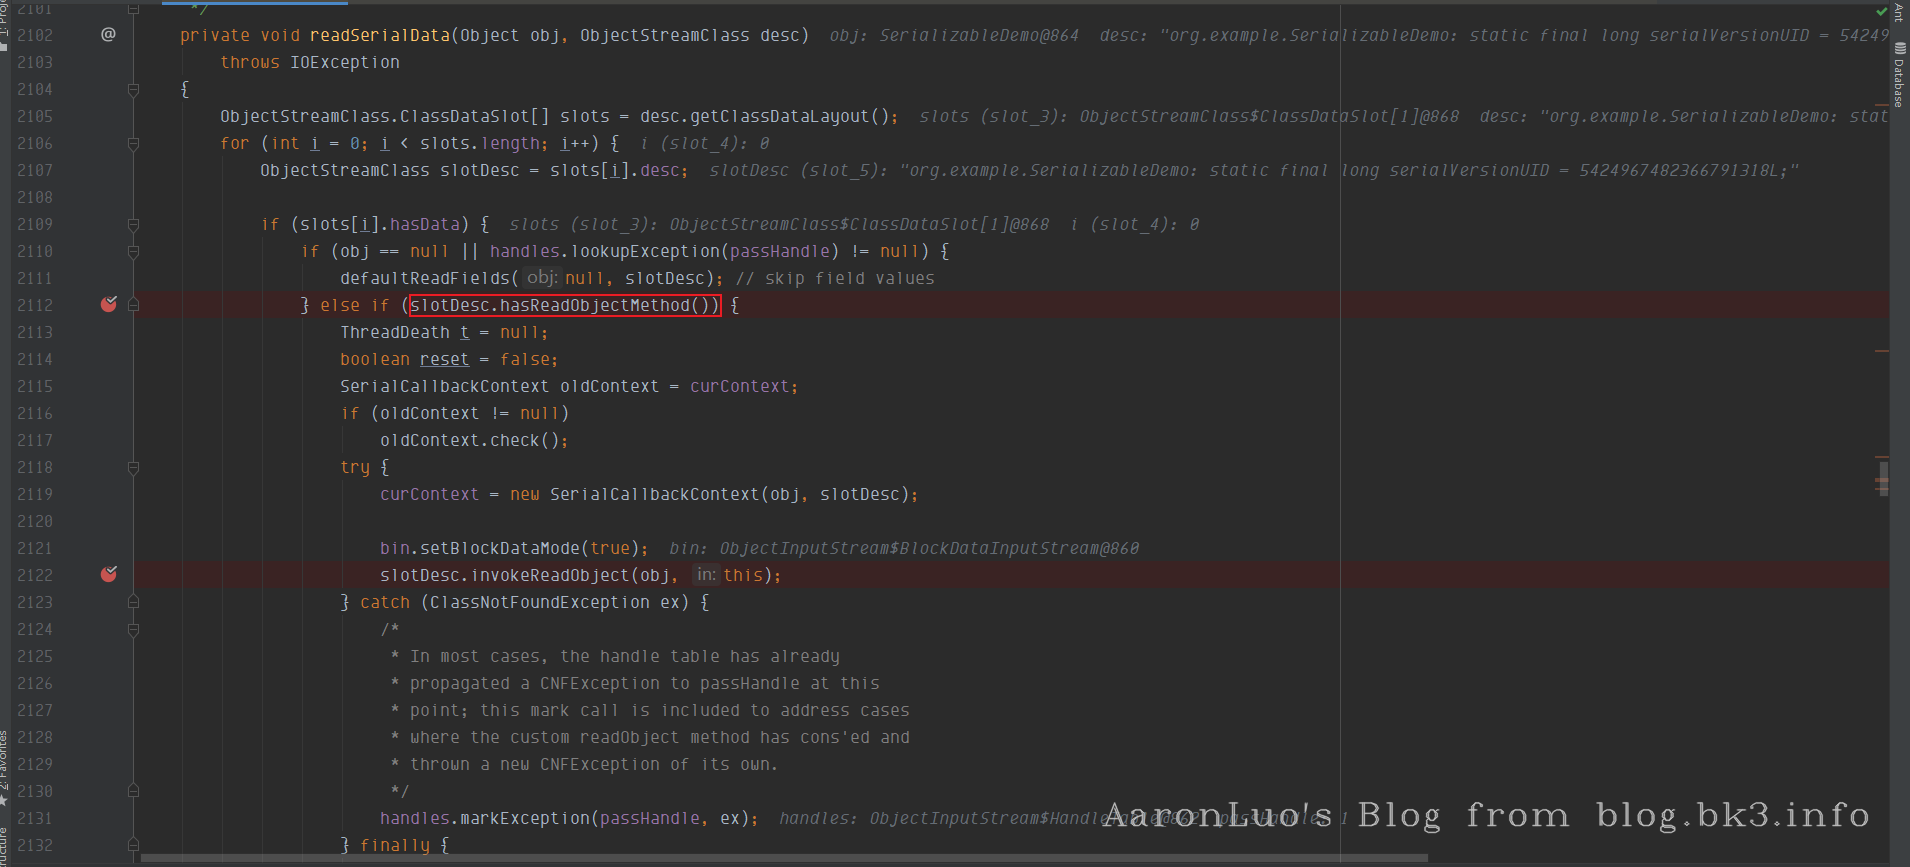 2101 */
2102 @ private void readSerialData(Object obj, ObjectStreamClass desc) obj: SerializableDemo@864 desc: "org.example.SerializableDemo: static final long serialVersionUID = 54249
2103 throws IOException
2104 {
2105 ObjectStreamClass.ClassDataSlot[] slots = desc.getClassDataLayout(); slots (slot_3): ObjectStreamClass$ClassDataSlot[1]@868 desc: "org.example.SerializableDemo: stat
2106 for (int i = 0; i < slots.length; i++) { i (slot_4): 0
2107 ObjectStreamClass slotDesc = slots[i].desc; slotDesc (slot_5): "org.example.SerializableDemo: static final long serialVersionUID = 5424967482366791318L;"
2108
2109 if (slots[i].hasData) { slots (slot_3): ObjectStreamClass$ClassDataSlot[1]@868 i (slot_4): 0
2110 if (obj == null || handles.lookupException(passHandle) != null) {
2111 defaultReadFields( obj: null, slotDesc); // skip field values
2112 } else if (slotDesc.hasReadObjectMethod()) {
2113 ThreadDeath t = null;
2114 boolean reset = false;
2115 SerialCallbackContext oldContext = curContext;
2116 if (oldContext != null)
2117 oldContext.check();
2118 try {
2119 curContext = new SerialCallbackContext(obj, slotDesc);
2120
2121 bin.setBlockDataMode(true); bin: ObjectInputStream$BlockDataInputStream@860
2122 slotDesc.invokeReadObject(obj, in: this);
2123 } catch (ClassNotFoundException ex) {
2124 /*
2125 * In most cases, the handle table has already
2126 * propagated a CNFException to passHandle at this
2127 * point; this mark call is included to address cases
2128 * where the custom readObject method has cons'ed and
2129 * thrown a new CNFException of its own.
2130 */
2131 handles.markException(passHandle, ex); handles: ObjectInputStream$HandleTable@862 passHandle: 1
2132 } finally {
Ant
Database
2: Favorites
AaronLuo's Blog from blog.bk3.info